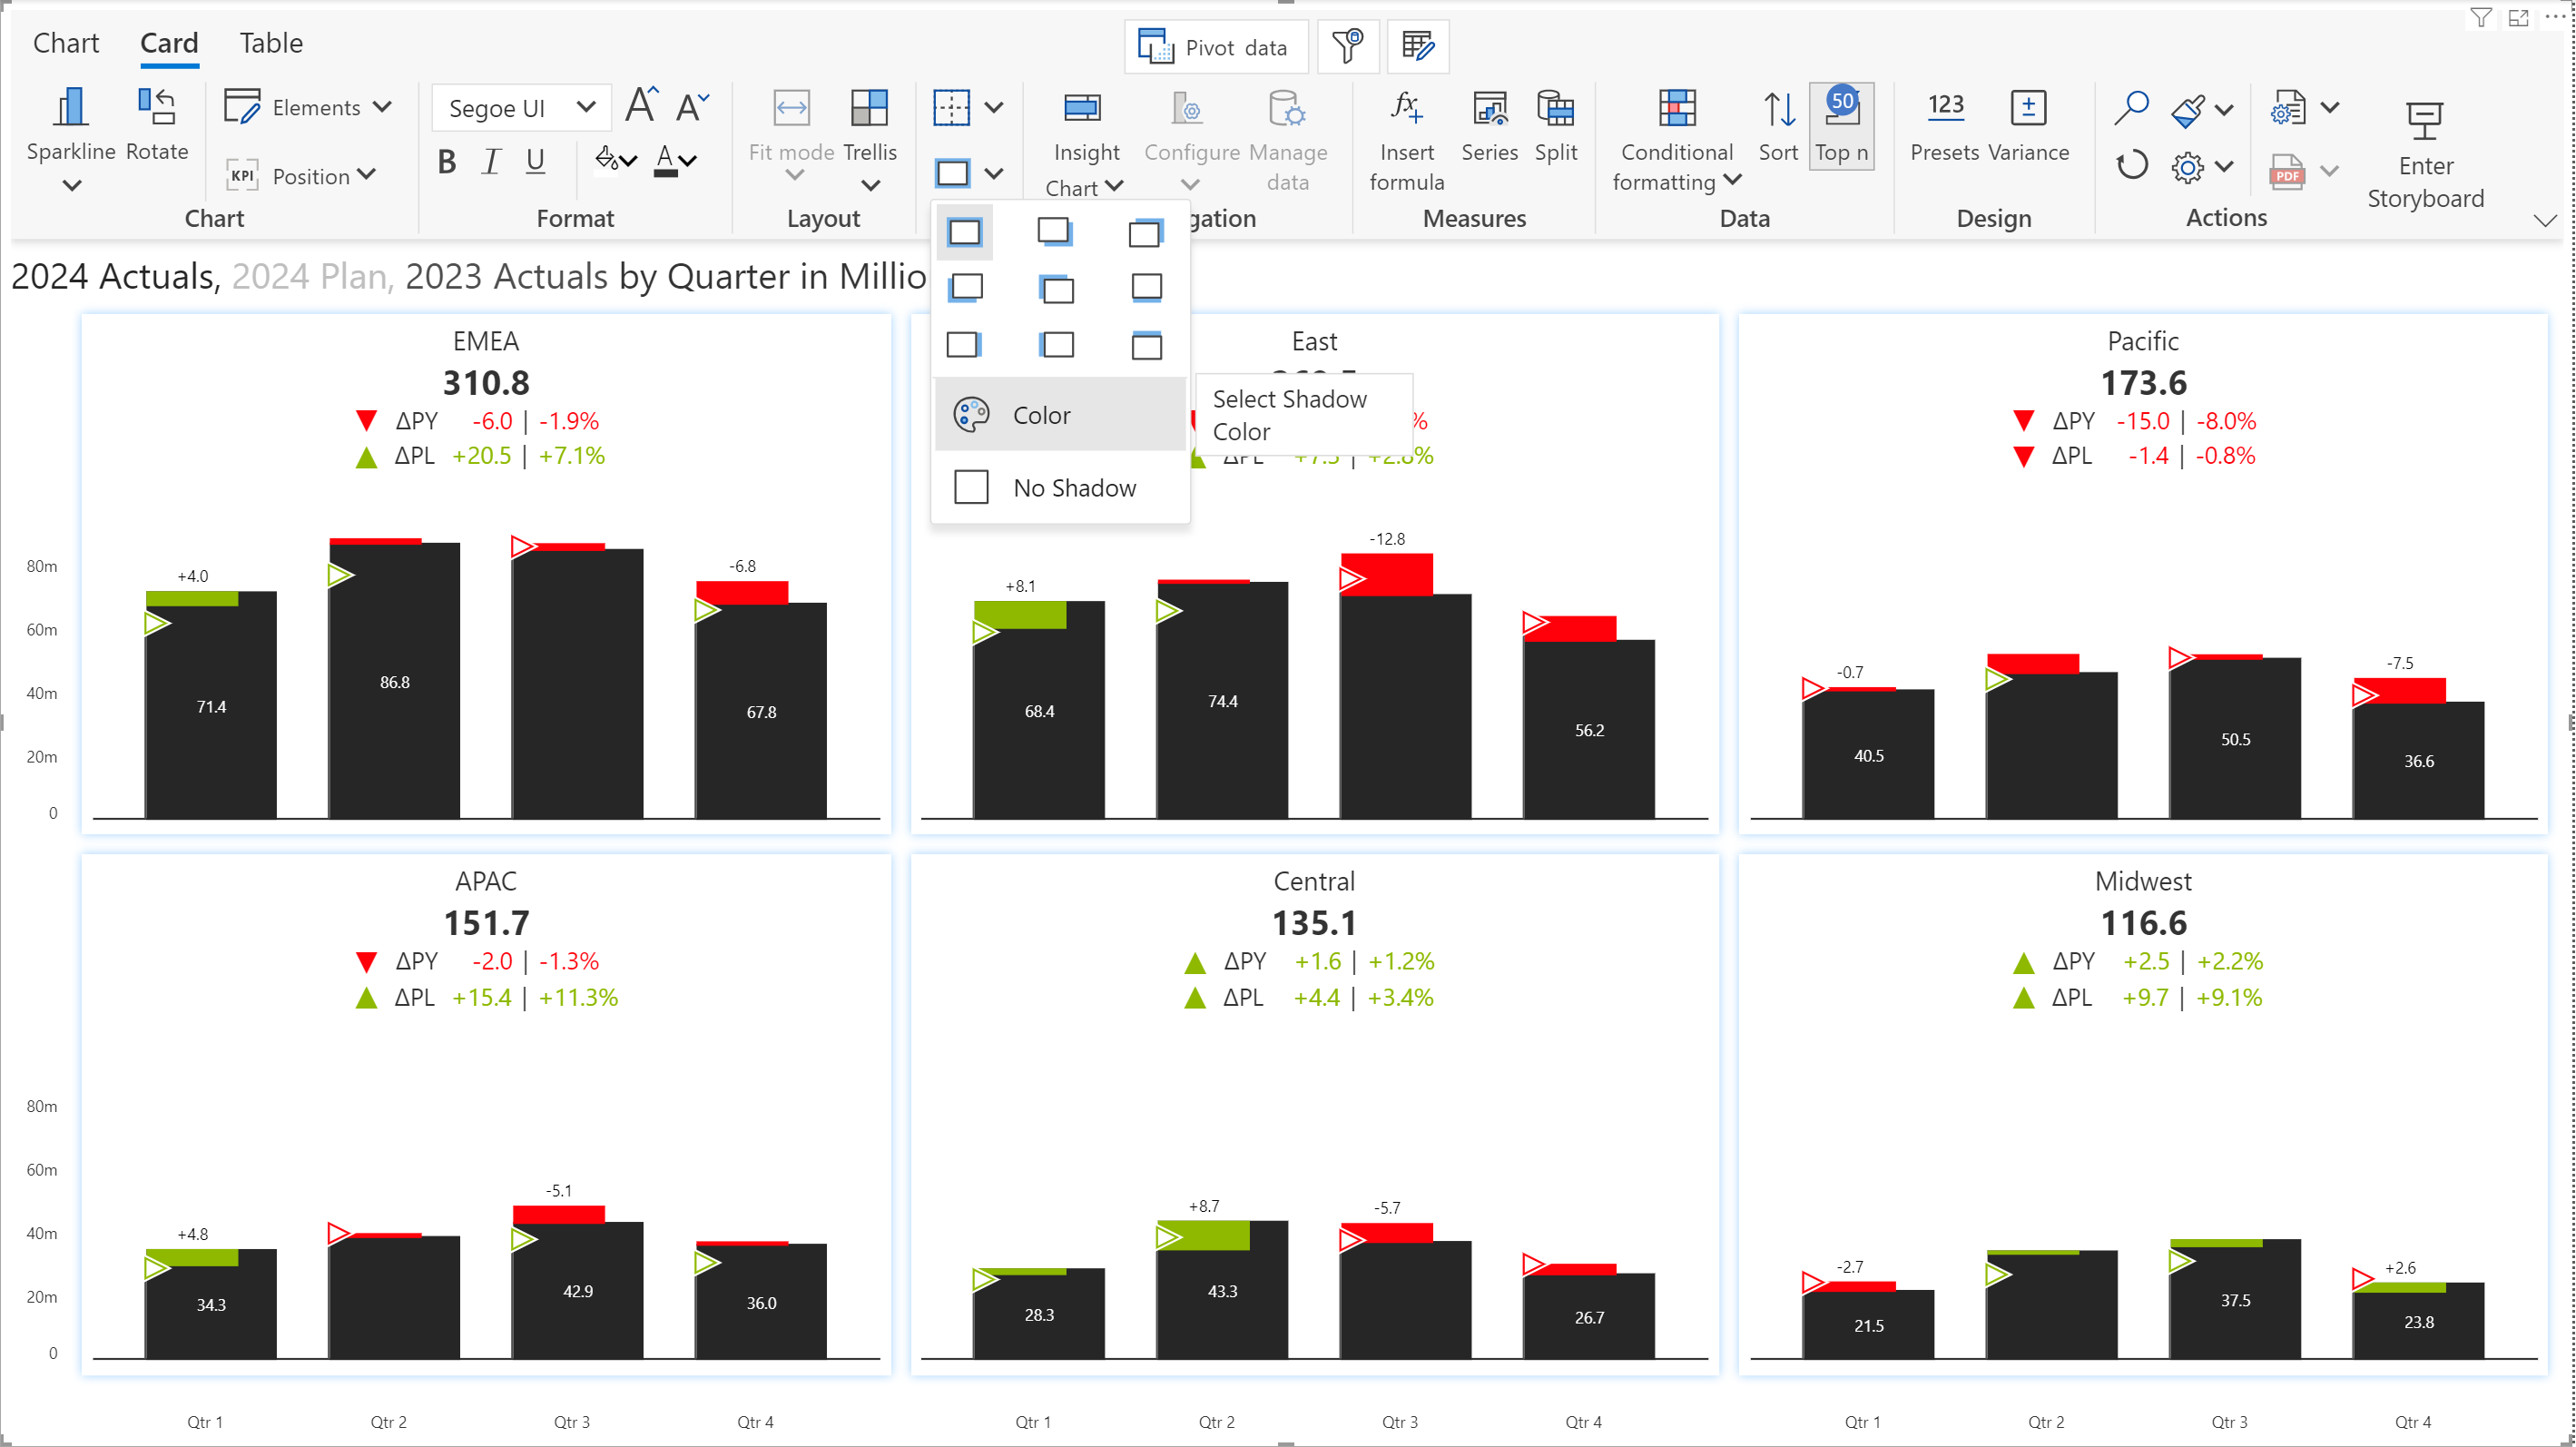 Chart Card Table
Pivot data
Sparkline Rotate
Elements
KPI Position
Chart
Segoe UI A A
B I U A
Format
Fit mode Trellis
Layout
Insight Chart
Configure
Manage data
gation
fx Insert formula
Series Split
Measures
Conditional formatting
Sort
50 Top n
Data
123 Presets
Variance
Design
PDF
Actions
Enter Storyboard
Color
No Shadow
Select Shadow Color
2024 Actuals, 2024 Plan, 2023 Actuals by Quarter in Millio
EMEA
310.8
ΔPY -6.0 | -1.9%
ΔPL +20.5 | +7.1%
80m
60m
40m
20m
0
+4.0
-6.8
71.4
86.8
67.8
East
%
+8.1
-12.8
68.4
74.4
56.2
Pacific
173.6
ΔPY -15.0 | -8.0%
ΔPL -1.4 | -0.8%
-0.7
-7.5
40.5
50.5
36.6
APAC
151.7
ΔPY -2.0 | -1.3%
ΔPL +15.4 | +11.3%
80m
60m
40m
20m
0
+4.8
-5.1
34.3
42.9
36.0
Central
135.1
ΔPY +1.6 | +1.2%
ΔPL +4.4 | +3.4%
+8.7
-5.7
28.3
43.3
26.7
Midwest
116.6
ΔPY +2.5 | +2.2%
ΔPL +9.7 | +9.1%
-2.7
+2.6
21.5
37.5
23.8
Qtr 1 Qtr 2 Qtr 3 Qtr 4
Qtr 1 Qtr 2 Qtr 3 Qtr 4
Qtr 1 Qtr 2 Qtr 3 Qtr 4